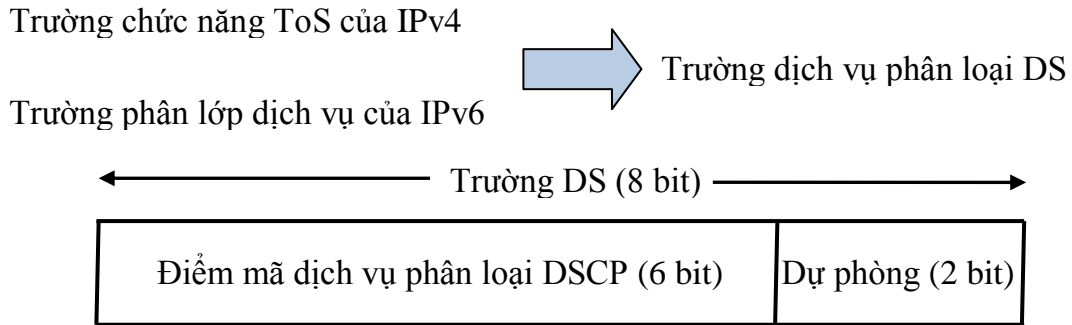 Trường chức năng ToS của IPv4
Trường dịch vụ phân loại DS
Trường phân lớp dịch vụ của IPv6
Trường DS (8 bit)
Điểm mã dịch vụ phân loại DSCP (6 bit)
Dự phòng (2 bit)